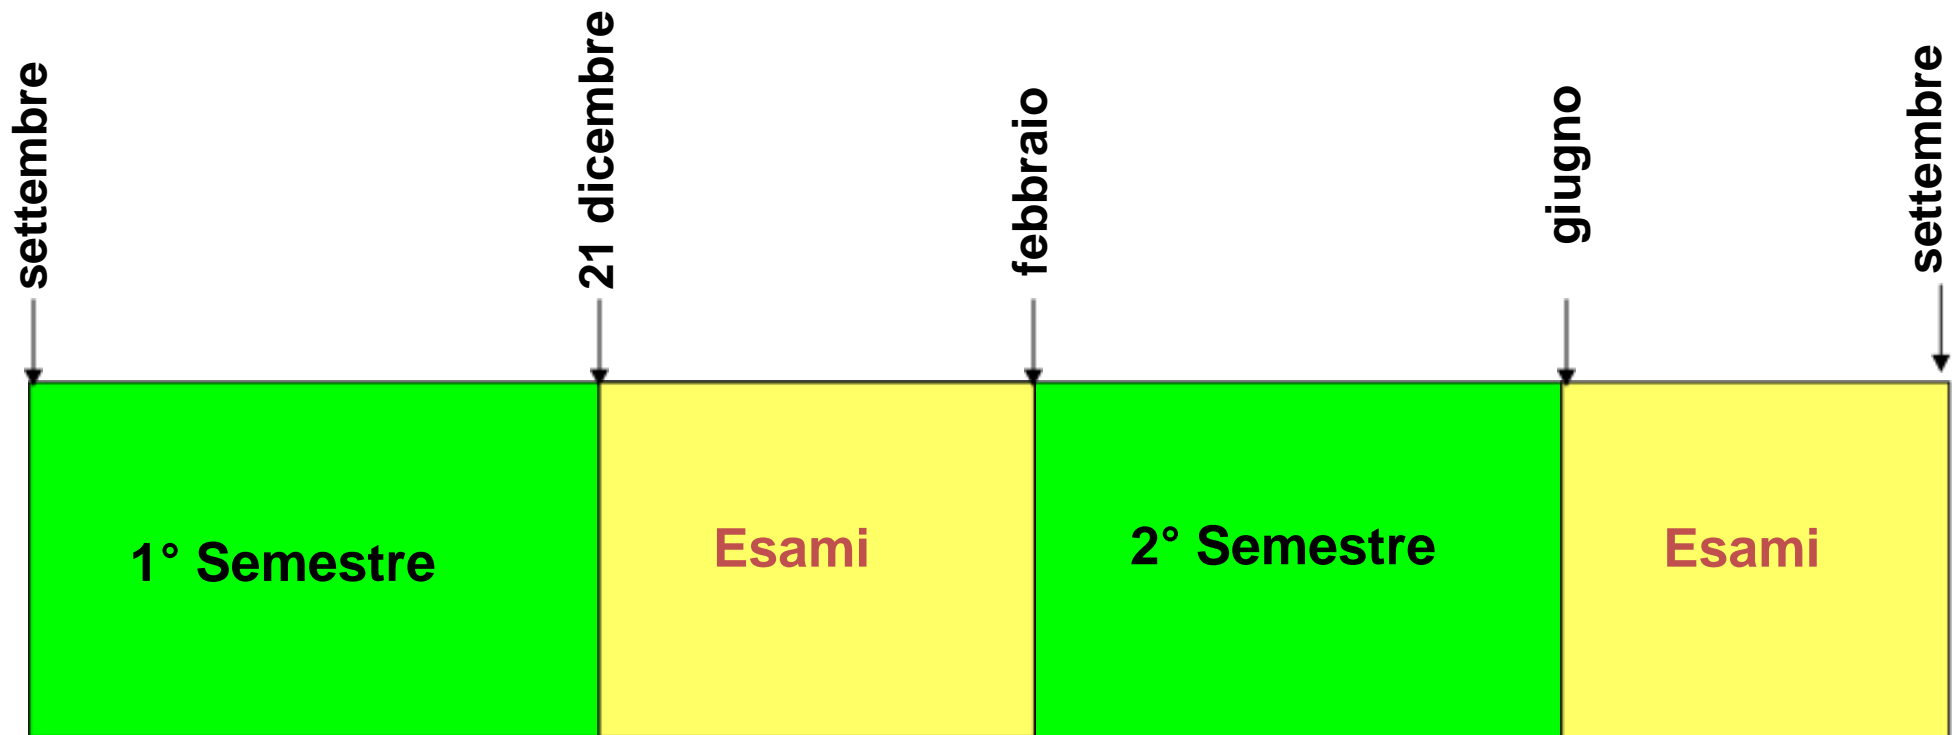 settembre
21 dicembre
febbraio
giugno
settembre
1° Semestre
Esami
2° Semestre
Esami